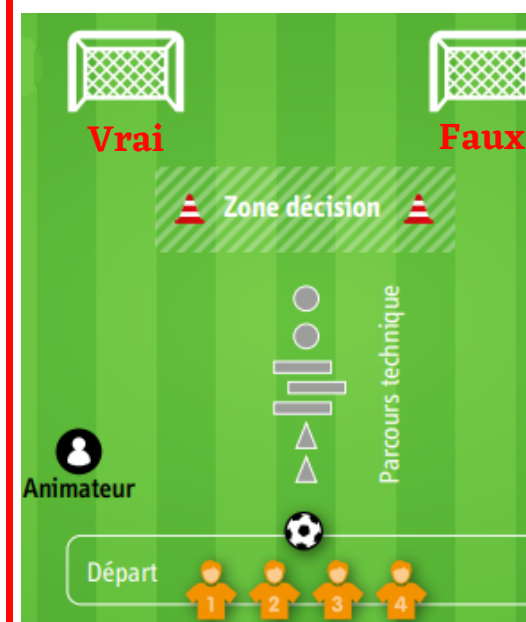 Vrai
Faux
Zone décision
Parcours technique
Animateur
Départ
1 2 3 4